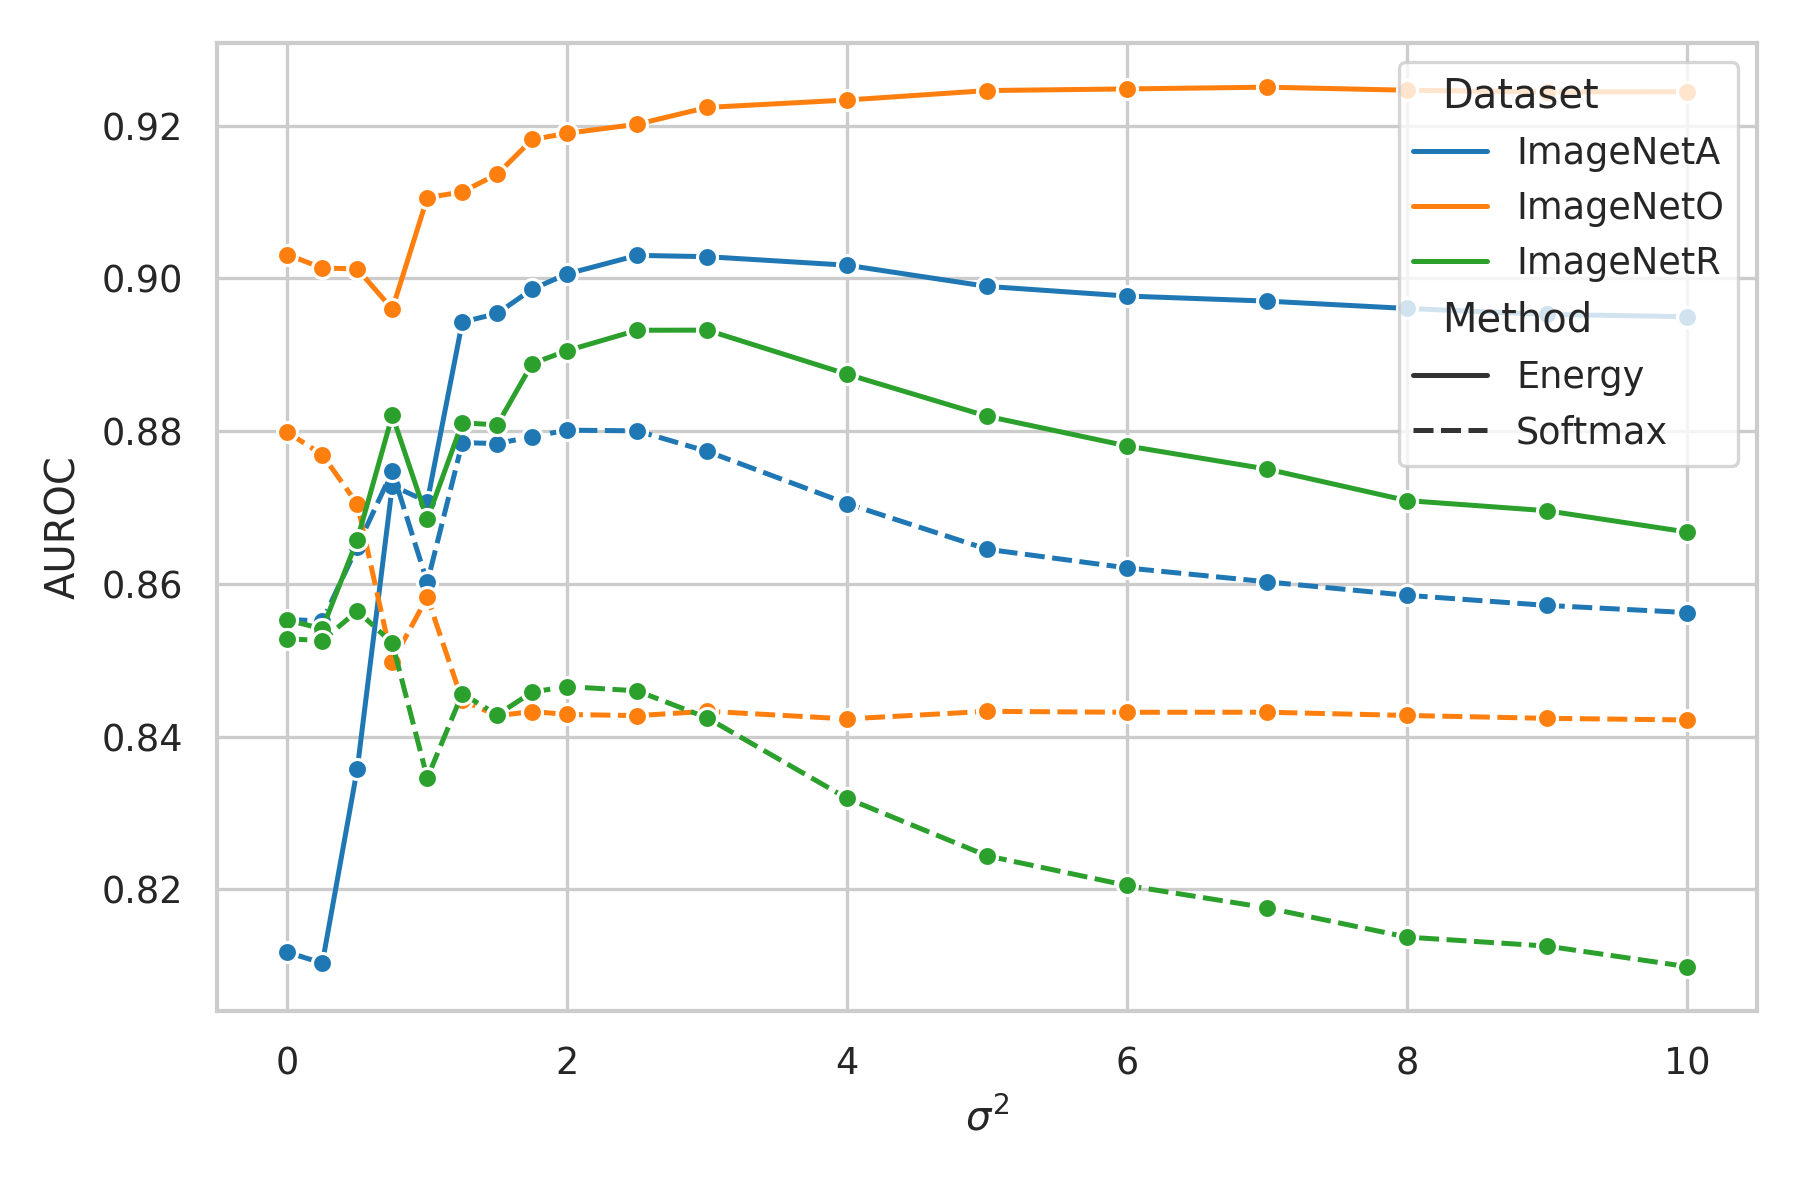 AUROC
0.92
0.90
0.88
0.86
0.84
0.82
0 2 4 6 8 10
σ²
Dataset
ImageNetA
ImageNetO
ImageNetR
Method
Energy
Softmax